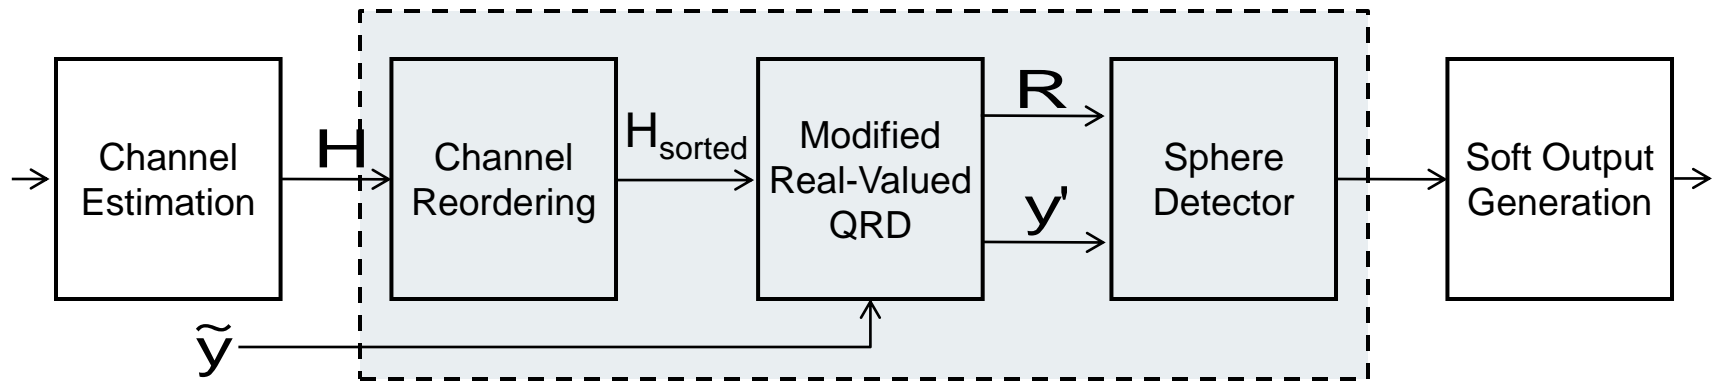 Channel
Estimation
H
Channel
Reordering
H_sorted
Modified
Real-Valued
QRD
R
y'
Sphere
Detector
Soft Output
Generation
ỹ